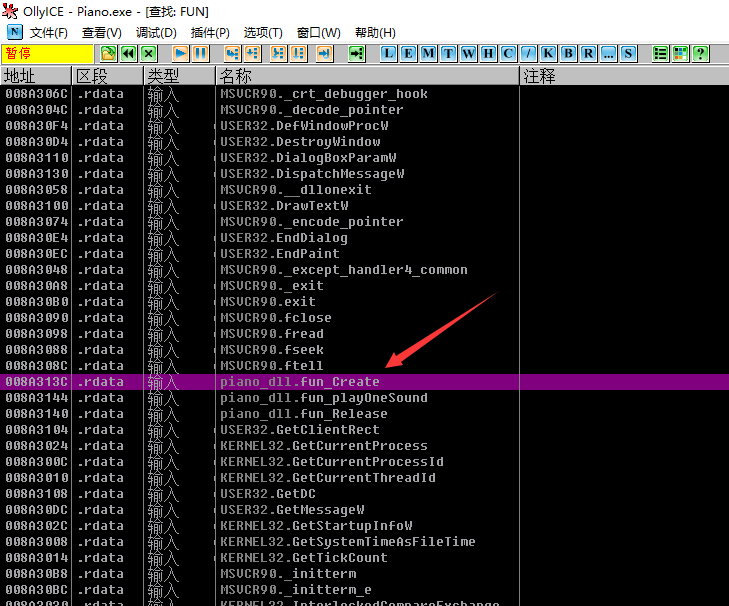 OllyICE - Piano.exe - [查找: FUN]
N 文件(F) 查看(V) 调试(D) 插件(P) 选项(T) 窗口(W) 帮助(H)
暂停 L E M T W H C / K B R ... S ?
地址 区段 类型 名称 注释
008A306C .rdata 输入 MSVCR90._crt_debugger_hook
008A304C .rdata 输入 MSVCR90._decode_pointer
008A30F4 .rdata 输入 USER32.DefWindowProcW
008A30D4 .rdata 输入 USER32.DestroyWindow
008A3110 .rdata 输入 USER32.DialogBoxParamW
008A3130 .rdata 输入 USER32.DispatchMessageW
008A3058 .rdata 输入 MSVCR90.__dllonexit
008A3100 .rdata 输入 USER32.DrawTextW
008A3074 .rdata 输入 MSVCR90._encode_pointer
008A30E4 .rdata 输入 USER32.EndDialog
008A30EC .rdata 输入 USER32.EndPaint
008A3048 .rdata 输入 MSVCR90._except_handler4_common
008A30A8 .rdata 输入 MSVCR90._exit
008A30B0 .rdata 输入 MSVCR90.exit
008A3090 .rdata 输入 MSVCR90.fclose
008A3098 .rdata 输入 MSVCR90.fread
008A3088 .rdata 输入 MSVCR90.fseek
008A308C .rdata 输入 MSVCR90.ftell
008A313C .rdata 输入 piano_dll.fun_Create
008A3144 .rdata 输入 piano_dll.fun_playOneSound
008A3140 .rdata 输入 piano_dll.fun_Release
008A3104 .rdata 输入 USER32.GetClientRect
008A3024 .rdata 输入 KERNEL32.GetCurrentProcess
008A300C .rdata 输入 KERNEL32.GetCurrentProcessId
008A3010 .rdata 输入 KERNEL32.GetCurrentThreadId
008A3108 .rdata 输入 USER32.GetDC
008A30DC .rdata 输入 USER32.GetMessageW
008A302C .rdata 输入 KERNEL32.GetStartupInfoW
008A3008 .rdata 输入 KERNEL32.GetSystemTimeAsFileTime
008A3014 .rdata 输入 KERNEL32.GetTickCount
008A30B8 .rdata 输入 MSVCR90._initterm
008A30BC .rdata 输入 MSVCR90._initterm_e
008A3030 .rdata 输入 KERNEL32.InterlockedCompareExchange